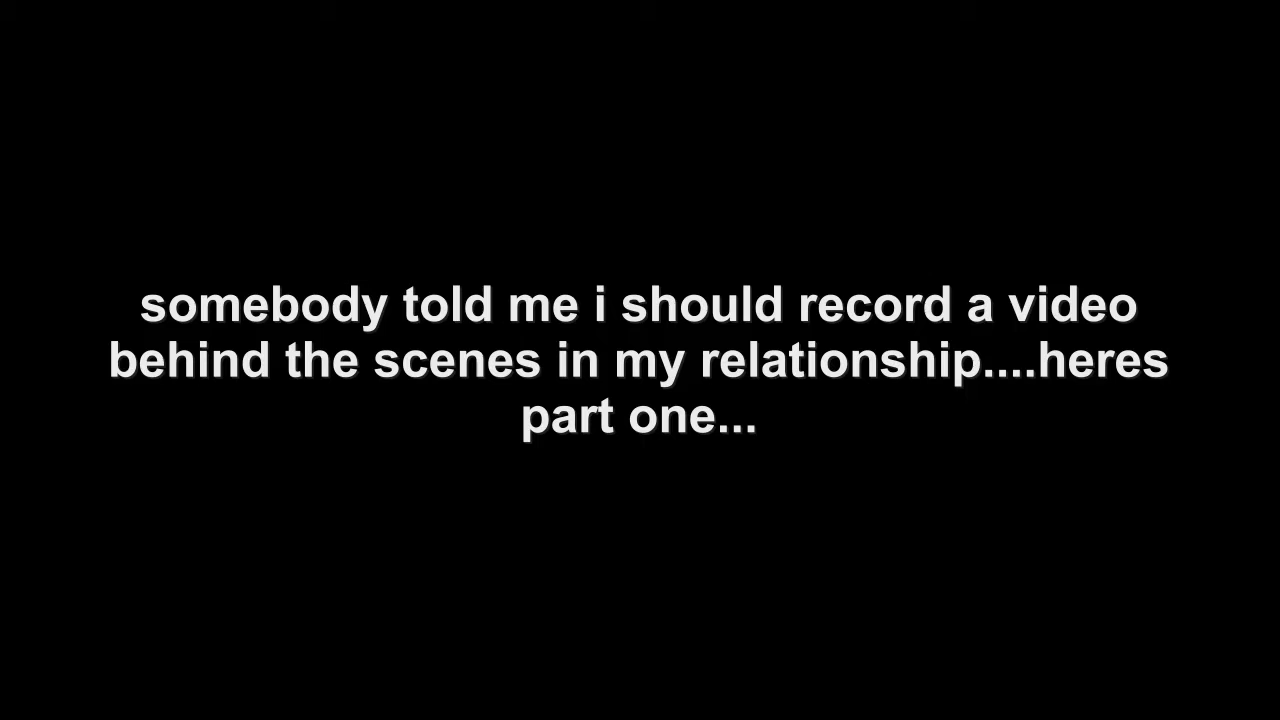 somebody told me i should record a video
behind the scenes in my relationship....heres
part one...